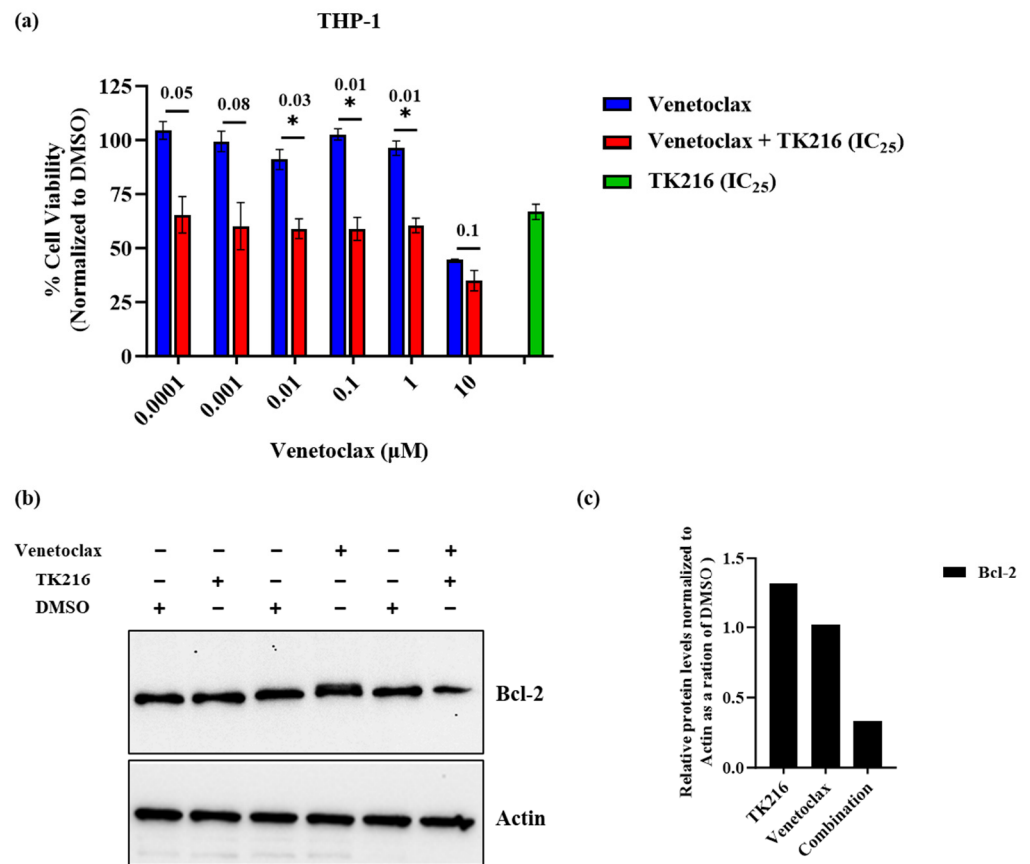 (a)
THP-1
% Cell Viability
(Normalized to DMSO)
125
100
75
50
25
0
0.05
0.08
0.03
*
0.01
*
0.01
*
0.1
0.0001
0.001
0.01
0.1
1
10
Venetoclax (µM)
Venetoclax
Venetoclax + TK216 (IC25)
TK216 (IC25)
(b)
Venetoclax – – – + – +
TK216 – + – – – +
DMSO + – + – + –
Bcl-2
Actin
(c)
Relative protein levels normalized to
Actin as a ration of DMSO )
1.5
1.0
0.5
0.0
TK216
Venetoclax
Combination
Bcl-2